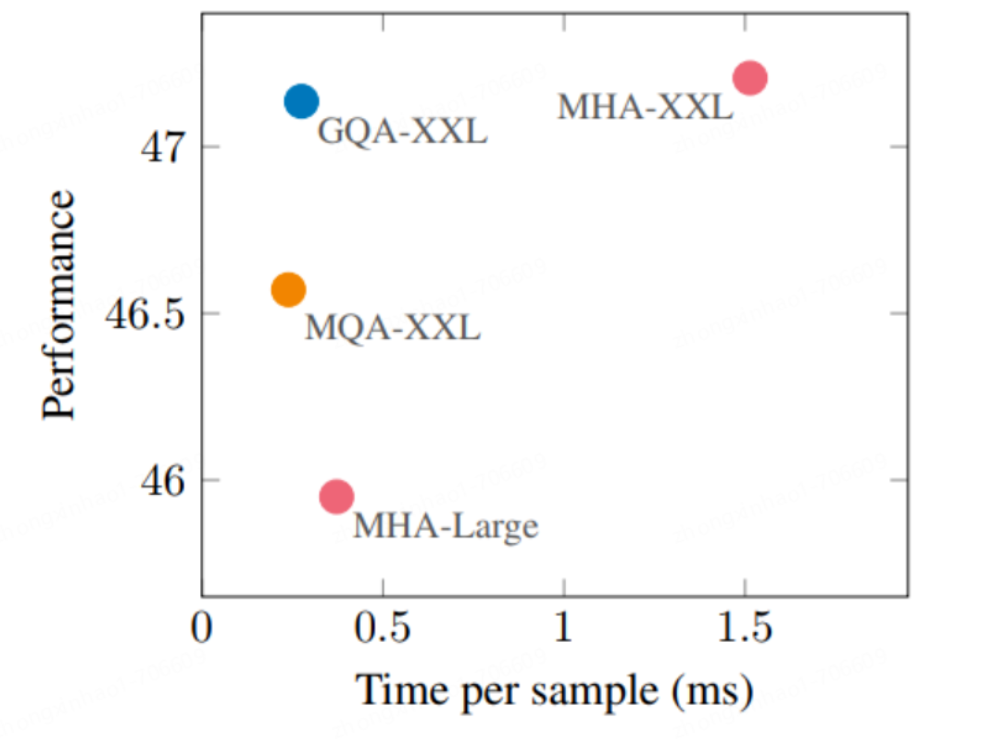 MHA-XXL
GQA-XXL
47
Performance
46.5
MQA-XXL
46
MHA-Large
0
0.5
1
1.5
Time per sample (ms)